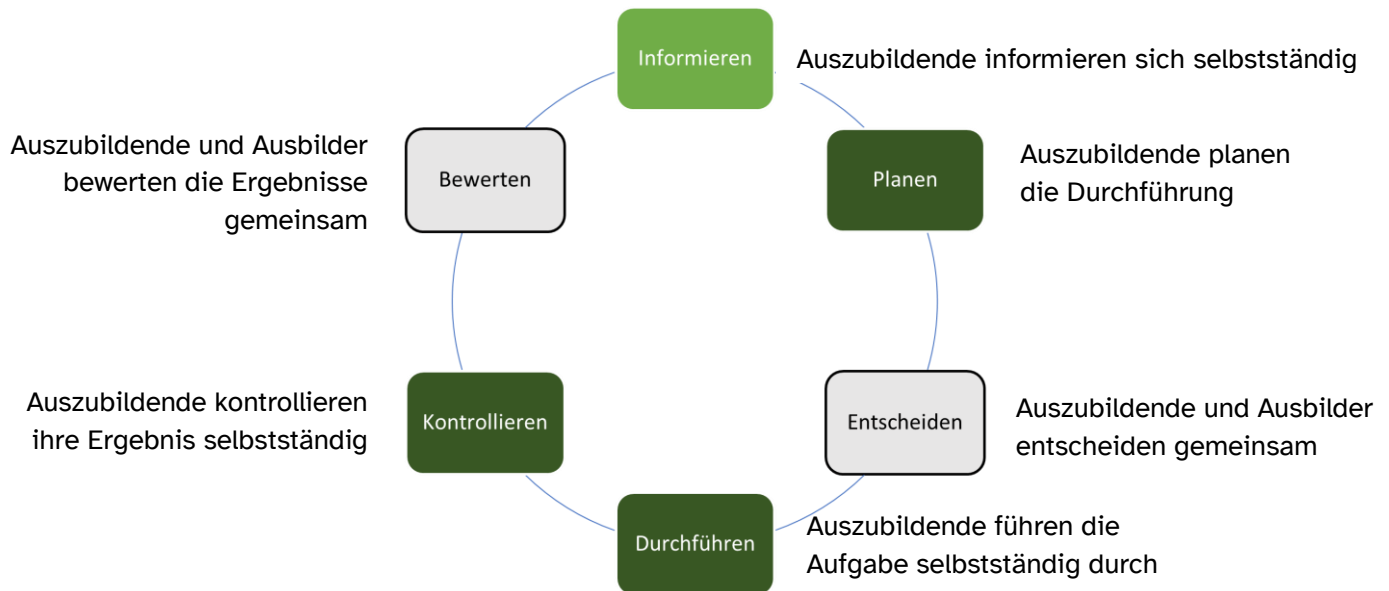 Informieren
Auszubildende informieren sich selbstständig
Planen
Auszubildende planen
die Durchführung
Entscheiden
Auszubildende und Ausbilder
entscheiden gemeinsam
Durchführen
Auszubildende führen die
Aufgabe selbstständig durch
Kontrollieren
Auszubildende kontrollieren
ihre Ergebnis selbstständig
Bewerten
Auszubildende und Ausbilder
bewerten die Ergebnisse
gemeinsam